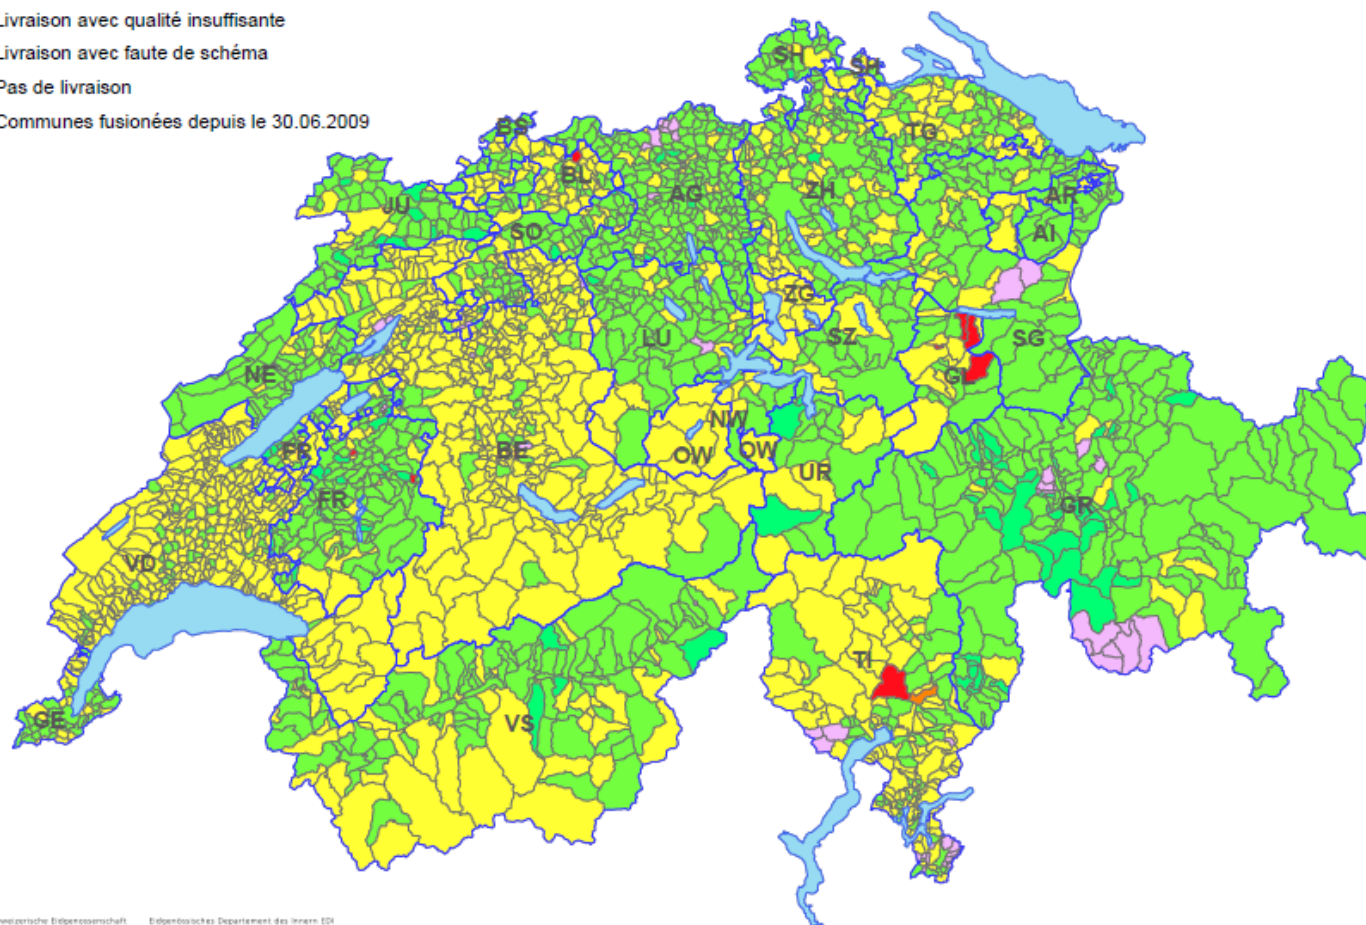 Livraison avec qualité insuffisante
Livraison avec faute de schéma
Pas de livraison
Communes fusionées depuis le 30.06.2009
SH
SH
BS
TG
BL
AG
ZH
AR
JU
SO
AI
ZG
LU
SZ
SG
NE
GL
NW
FR
BE
OW
OW
UR
FR
GR
VD
TI
GE
VS
weizerische Eidgenossenschaft Eidgenössisches Departement des Innern EDI